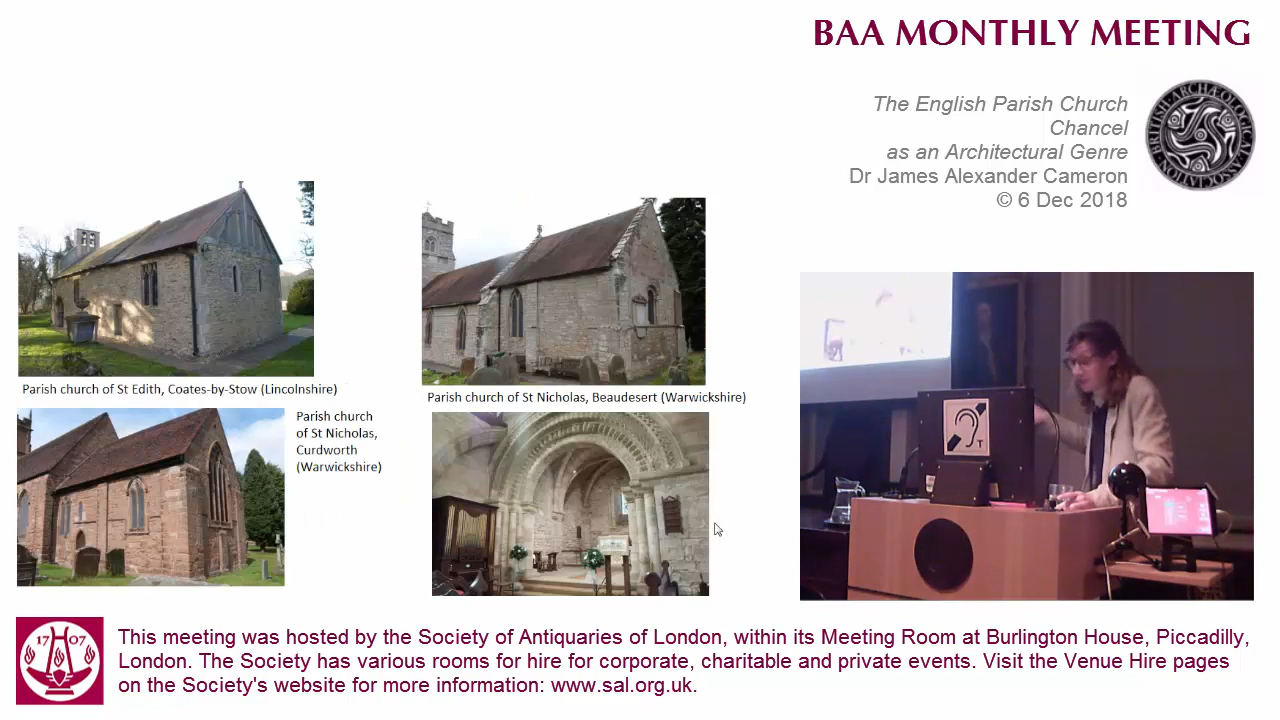 BAA MONTHLY MEETING
The English Parish Church
Chancel
as an Architectural Genre
Dr James Alexander Cameron
© 6 Dec 2018
BRITISH ARCHÆOLOGICAL ASSOCIATION
Parish church of St Edith, Coates-by-Stow (Lincolnshire)
Parish church of St Nicholas, Beaudesert (Warwickshire)
Parish church
of St Nicholas,
Curdworth
(Warwickshire)
T
1707
This meeting was hosted by the Society of Antiquaries of London, within its Meeting Room at Burlington House, Piccadilly,
London. The Society has various rooms for hire for corporate, charitable and private events. Visit the Venue Hire pages
on the Society's website for more information: www.sal.org.uk.